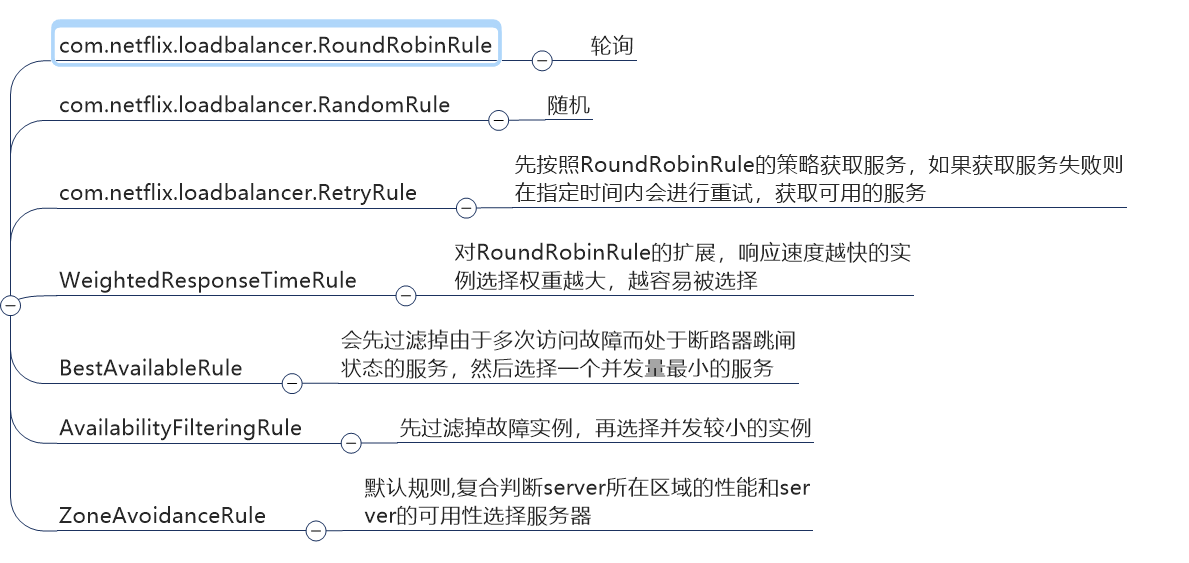 com.netflix.loadbalancer.RoundRobinRule
轮询
com.netflix.loadbalancer.RandomRule
随机
com.netflix.loadbalancer.RetryRule
先按照RoundRobinRule的策略获取服务，如果获取服务失败则
在指定时间内会进行重试，获取可用的服务
WeightedResponseTimeRule
对RoundRobinRule的扩展，响应速度越快的实
例选择权重越大，越容易被选择
BestAvailableRule
会先过滤掉由于多次访问故障而处于断路器跳闸
状态的服务，然后选择一个并发量最小的服务
AvailabilityFilteringRule
先过滤掉故障实例，再选择并发较小的实例
ZoneAvoidanceRule
默认规则,复合判断server所在区域的性能和ser
ver的可用性选择服务器